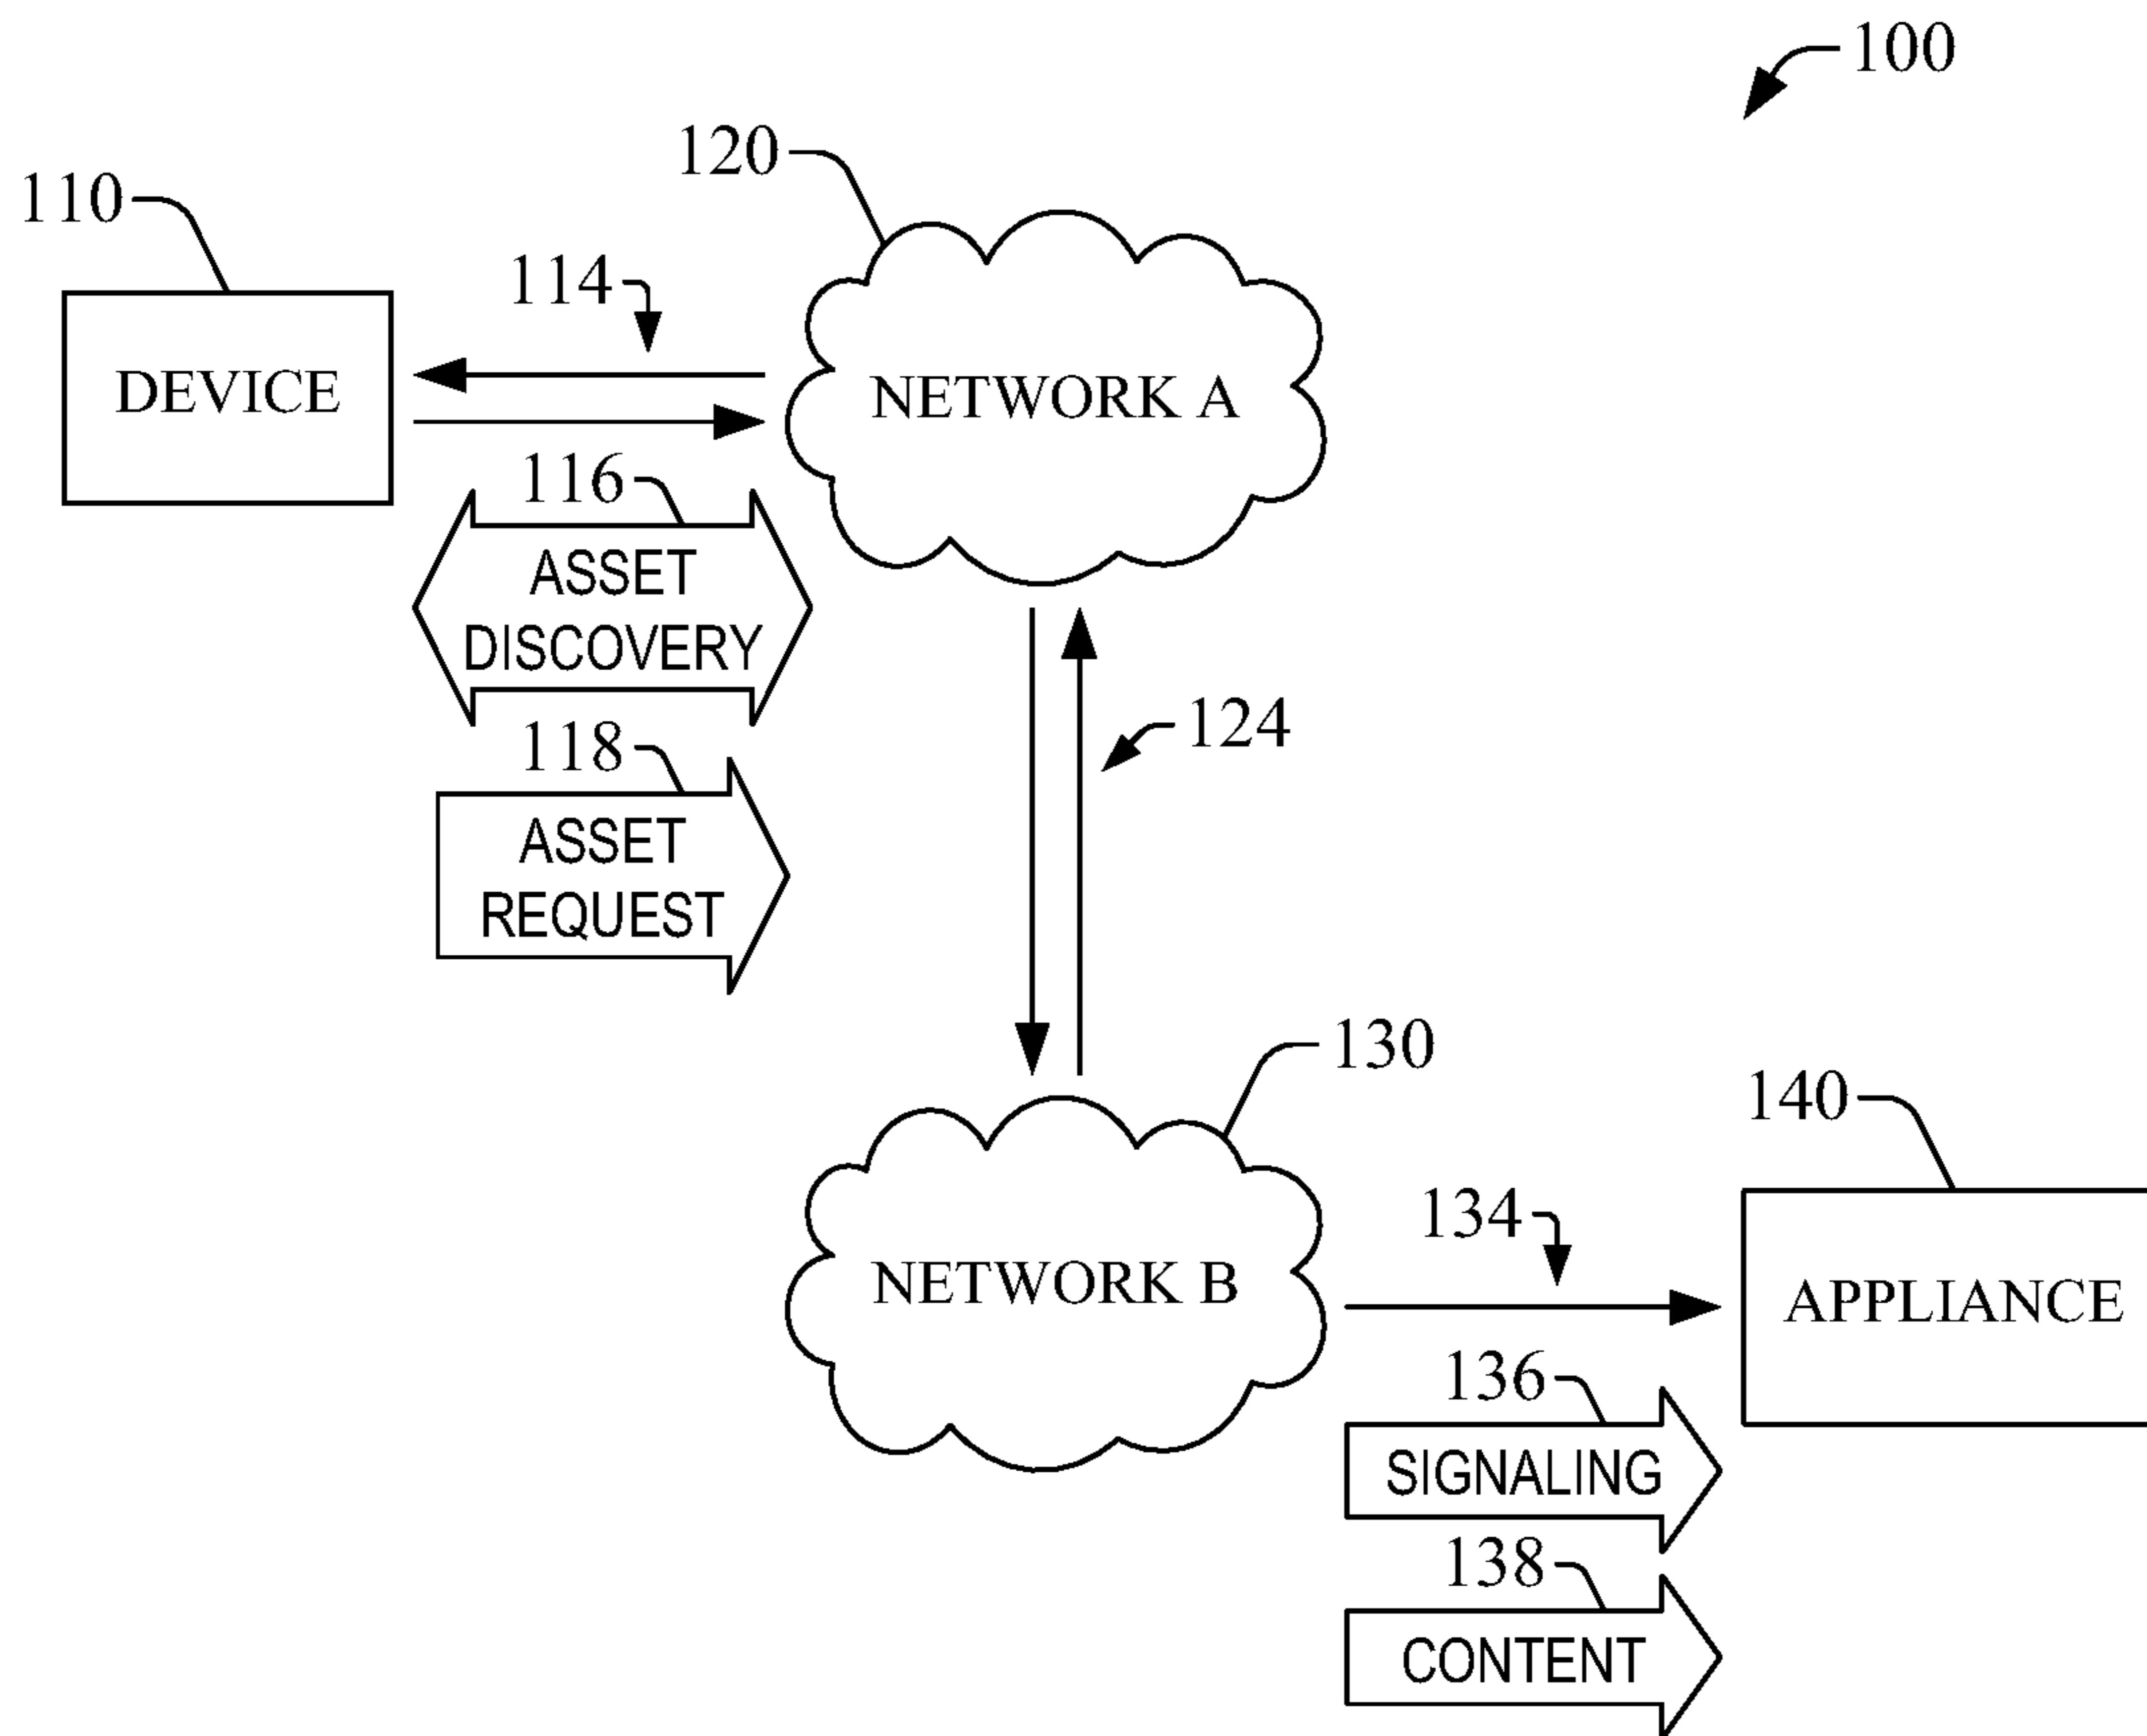 100
120
110
114
DEVICE
NETWORK A
116
ASSET
DISCOVERY
118
124
ASSET
REQUEST
130
140
134
NETWORK B
APPLIANCE
136
SIGNALING
138
CONTENT